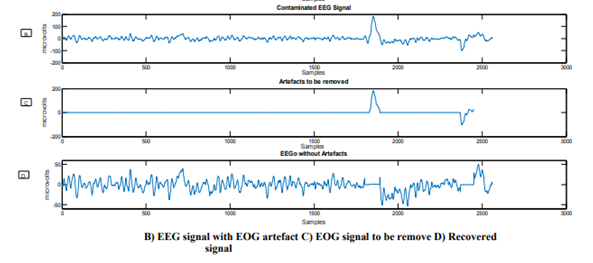 Samples
Contaminated EEG Signal
B
microvolts
200
100
0
-100
-200
0 500 1000 1500 2000 2500 3000
Samples
Artefacts to be removed
C
microvolts
200
0
-200
0 500 1000 1500 2000 2500 3000
Samples
EEGo without Artefacts
D
microvolts
50
0
-50
0 500 1000 1500 2000 2500 3000
Samples
B) EEG signal with EOG artefact C) EOG signal to be remove D) Recovered
signal